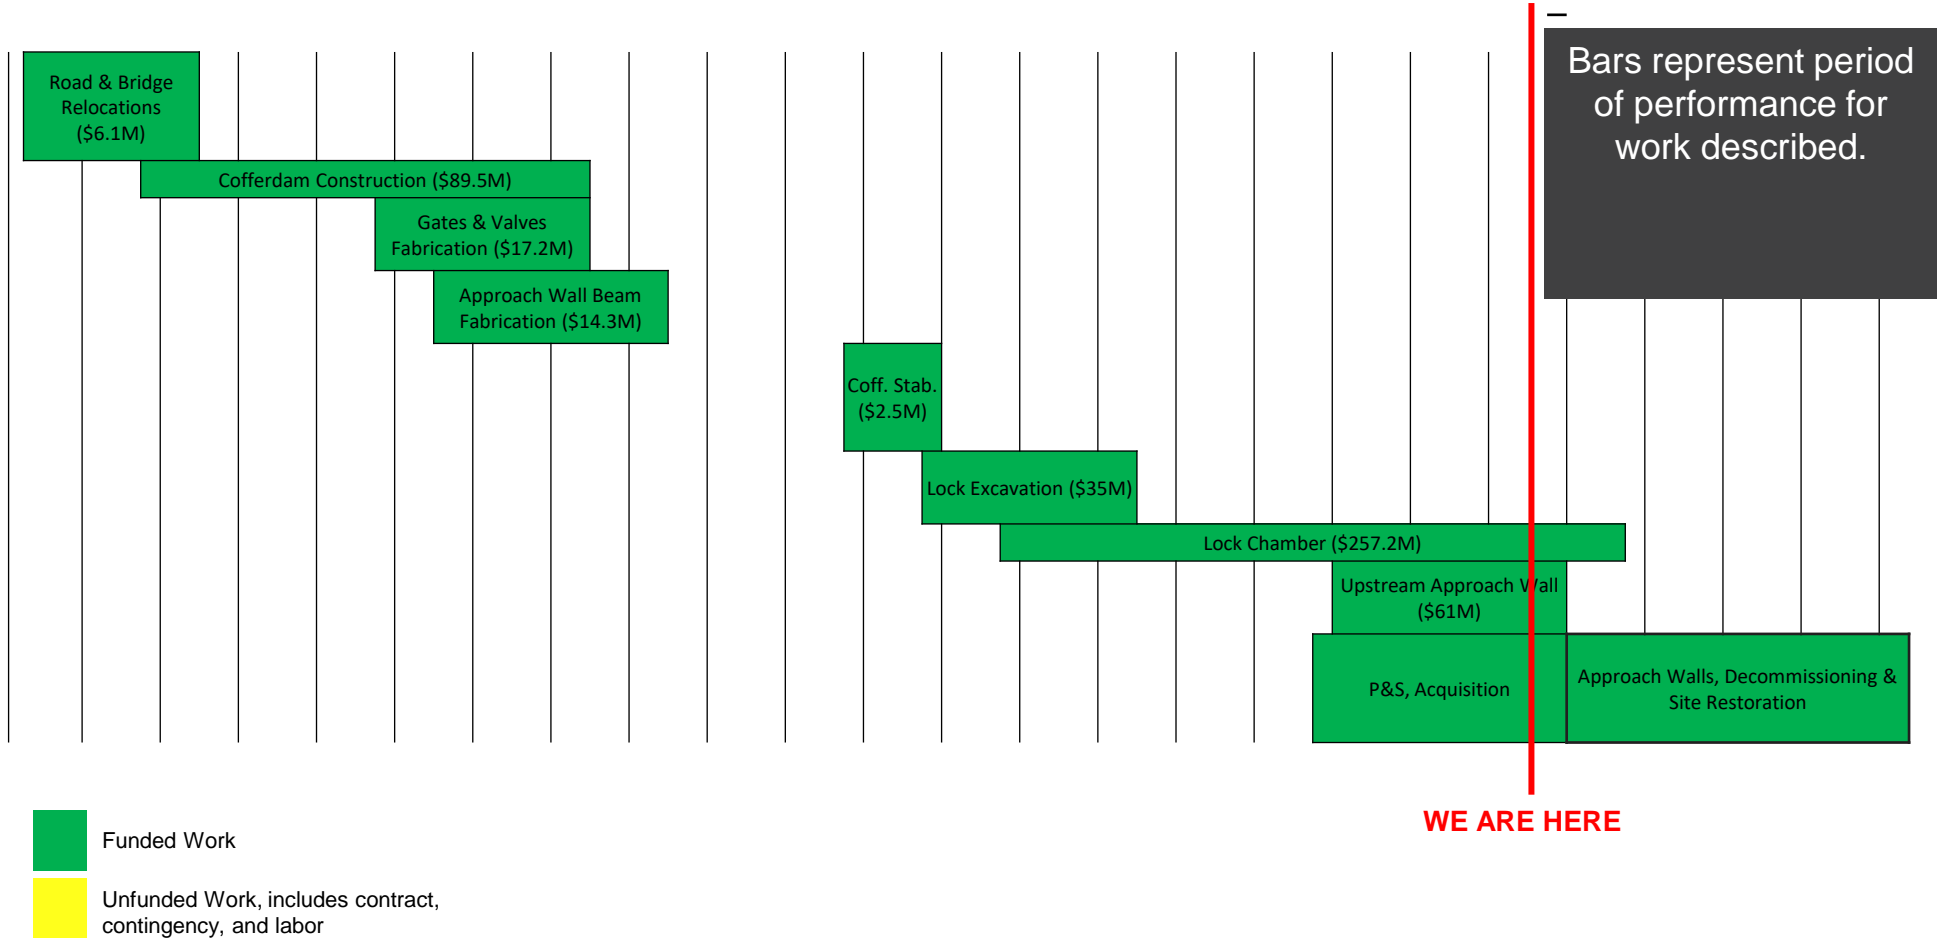 Bars represent period
of performance for
work described.
Road & Bridge
Relocations
($6.1M)
Cofferdam Construction ($89.5M)
Gates & Valves
Fabrication ($17.2M)
Approach Wall Beam
Fabrication ($14.3M)
Coff. Stab.
($2.5M)
Lock Excavation ($35M)
Lock Chamber ($257.2M)
Upstream Approach Wall
($61M)
P&S, Acquisition
Approach Walls, Decommissioning &
Site Restoration
WE ARE HERE
Funded Work
Unfunded Work, includes contract,
contingency, and labor